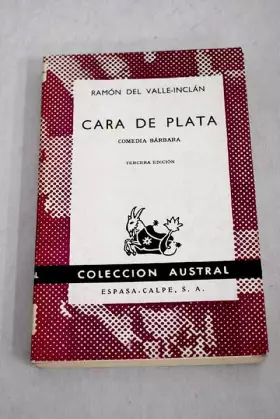 RAMÓN DEL VALLE-INCLÁN
CARA DE PLATA
COMEDIA BÁRBARA
TERCERA EDICIÓN
COLECCION AUSTRAL
ESPASA-CALPE, S. A.